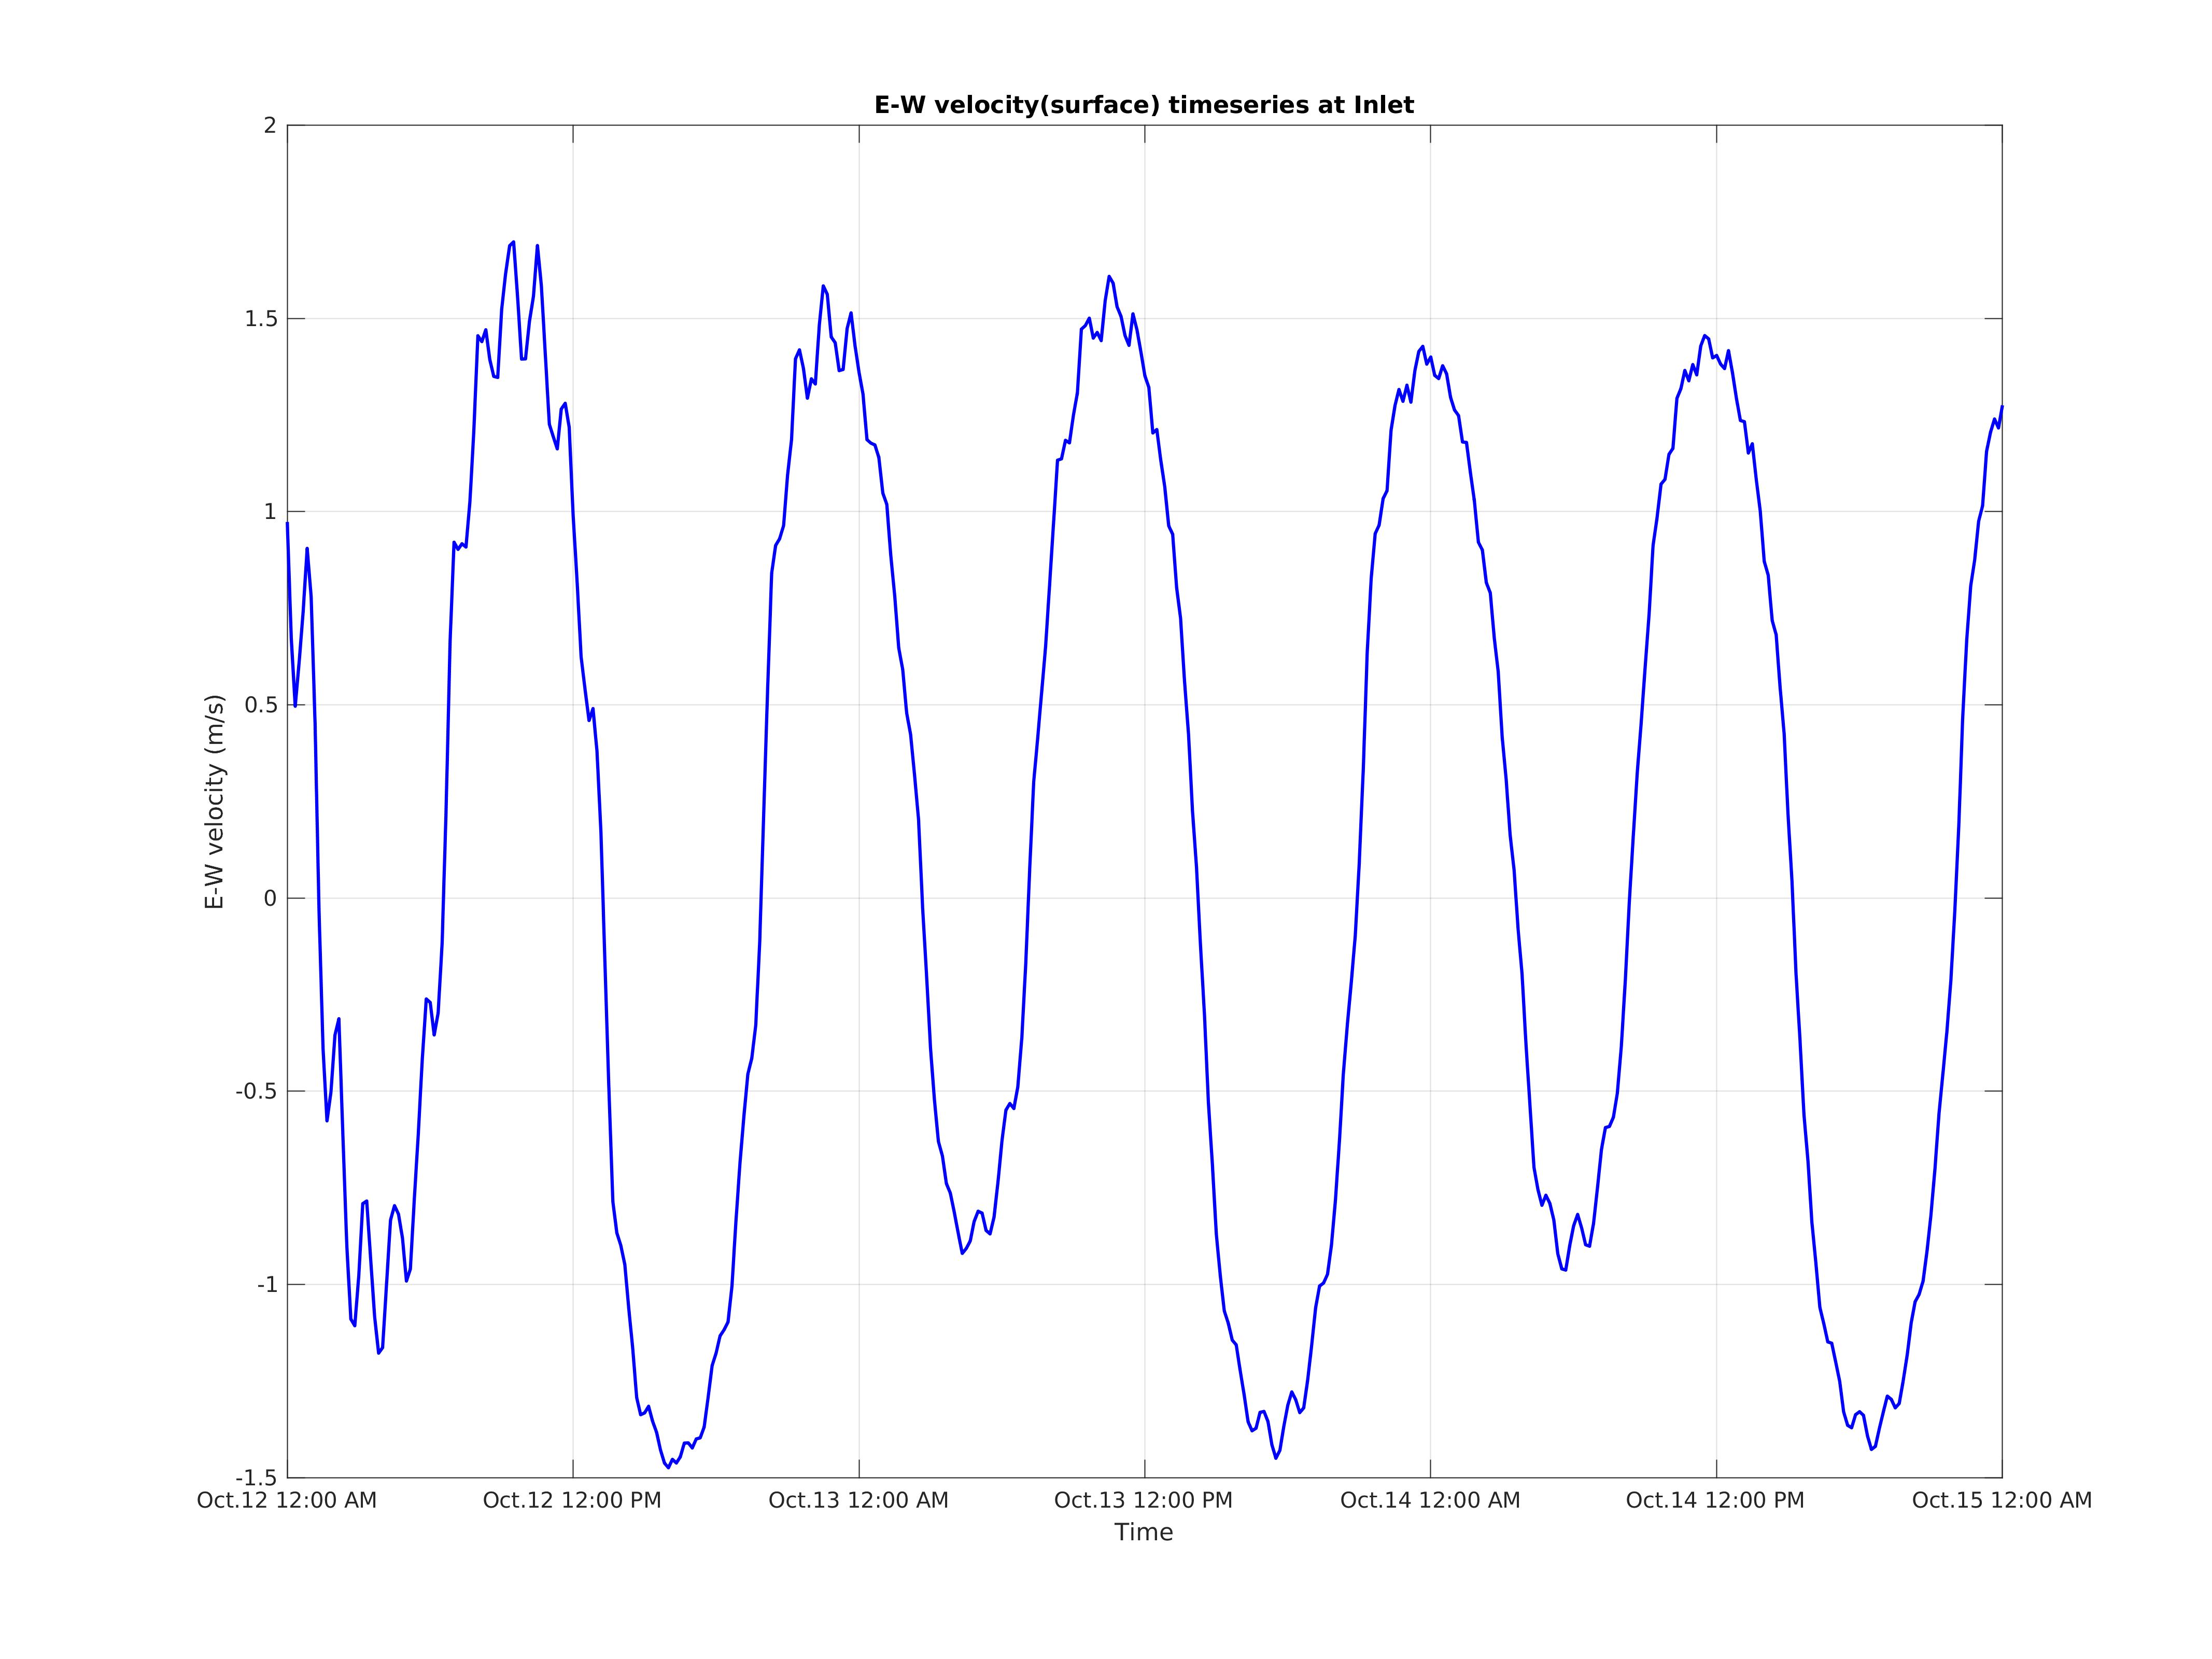 E-W velocity(surface) timeseries at Inlet
2
1.5
1
0.5
0
-0.5
-1
-1.5
E-W velocity (m/s)
Oct.12 12:00 AM Oct.12 12:00 PM Oct.13 12:00 AM Oct.13 12:00 PM Oct.14 12:00 AM Oct.14 12:00 PM Oct.15 12:00 AM
Time